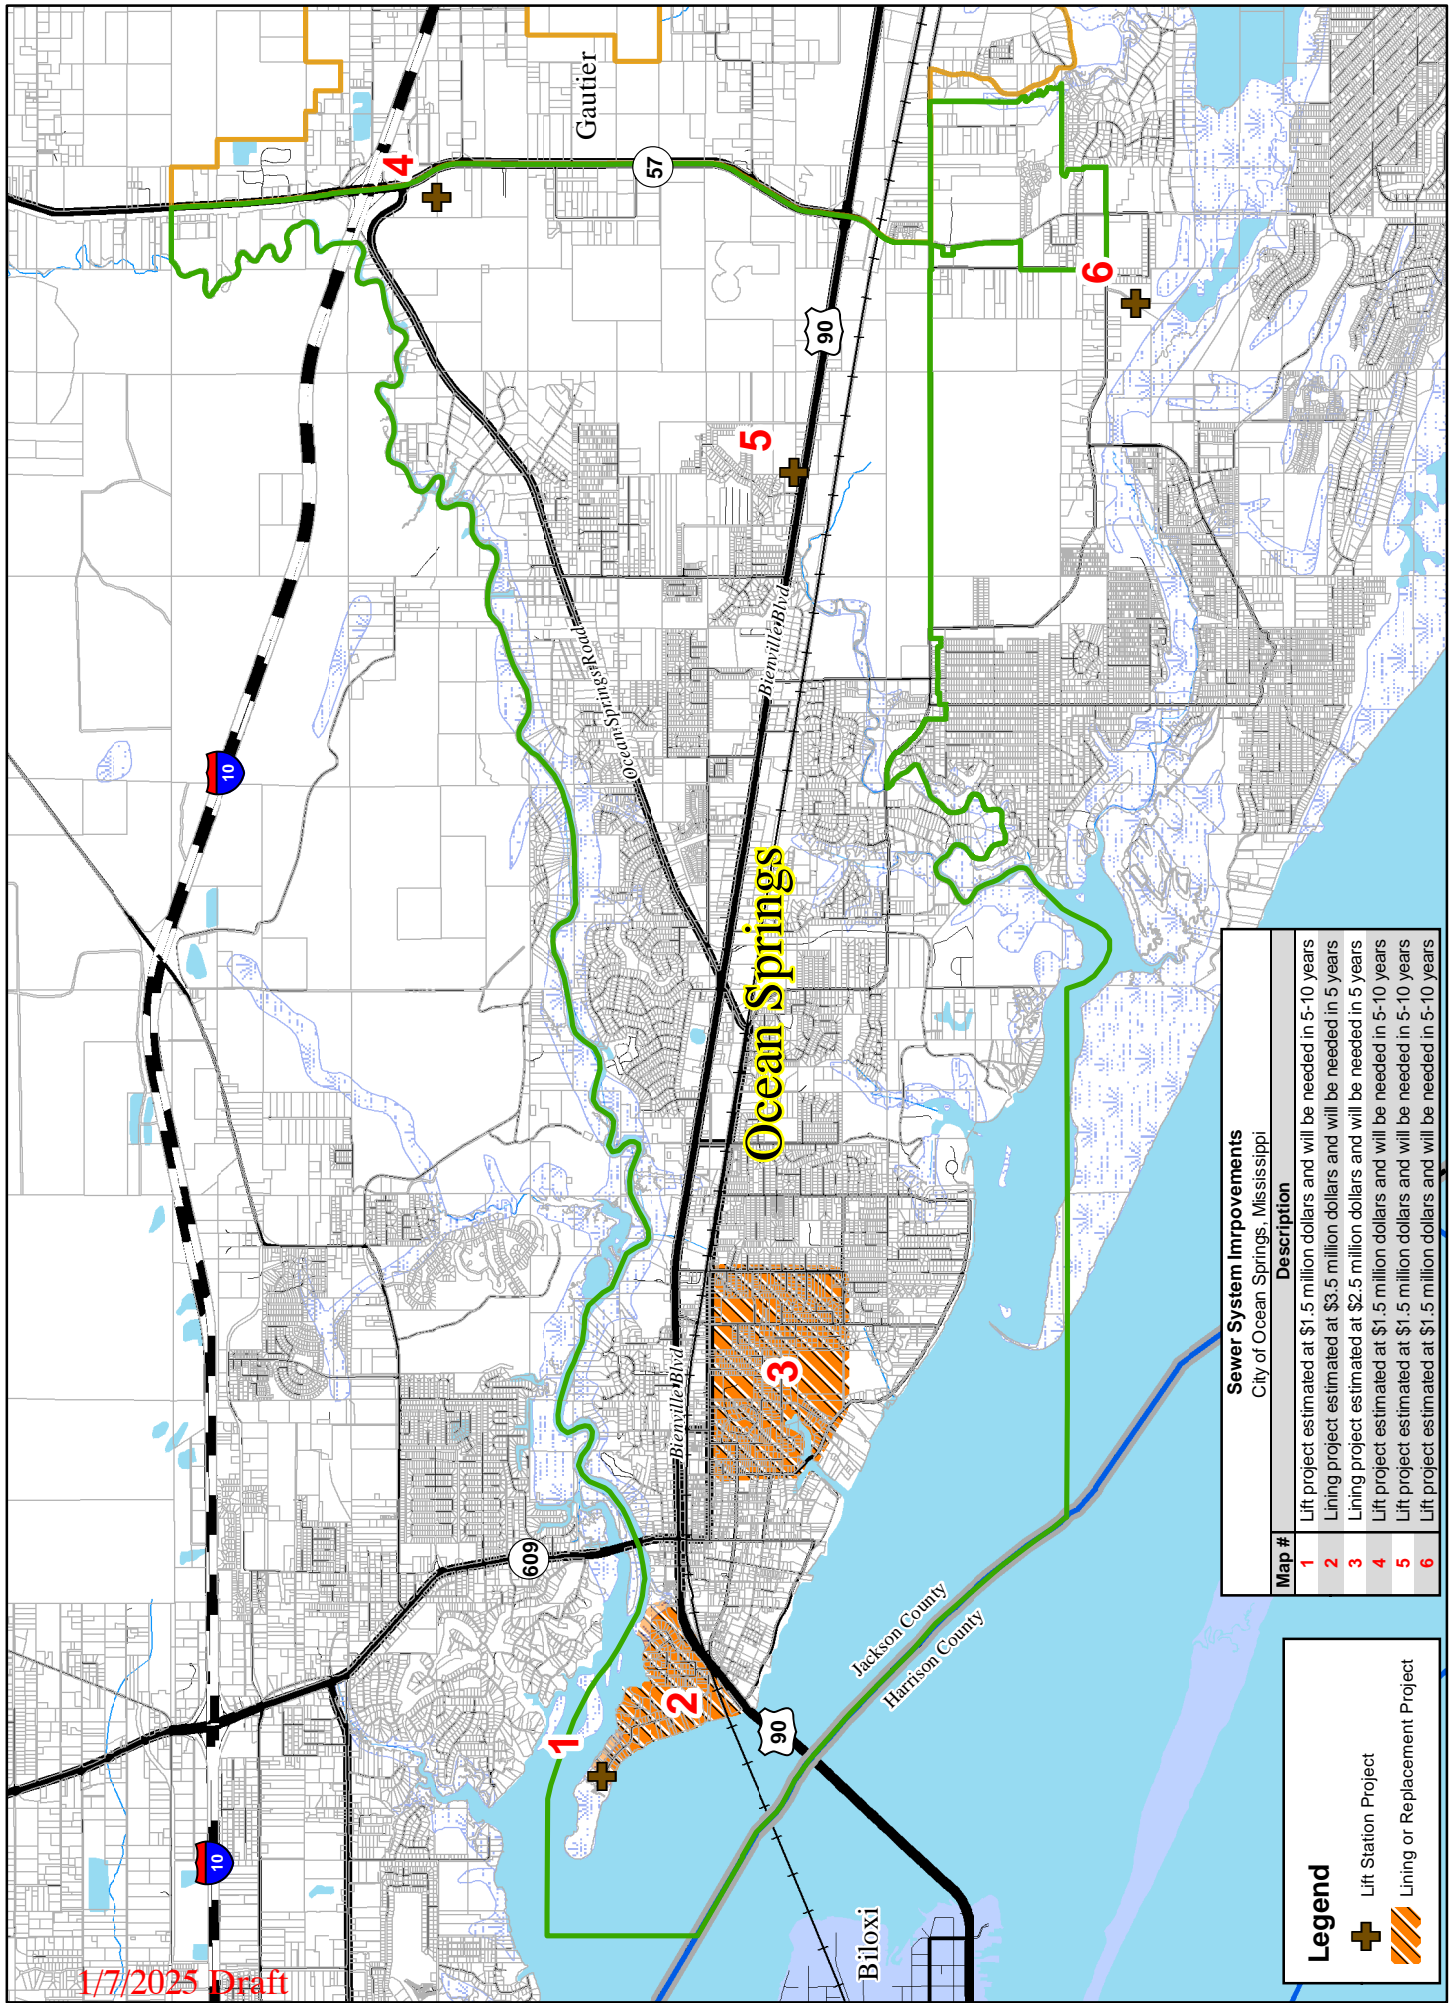 1/7/2025 Draft
10
10
609
57
90
90
Gautier
Ocean Springs
Biloxi
Ocean Springs Road
Bienville Blvd
Bienville Blvd
Jackson County
Harrison County
1
2
3
4
5
6
Legend
Lift Station Project
Lining or Replacement Project
Sewer System Imrpovements
City of Ocean Springs, Mississippi
Map # Description
1 Lift project estimated at $1.5 million dollars and will be needed in 5-10 years
2 Lining project estimated at $3.5 million dollars and will be needed in 5 years
3 Lining project estimated at $2.5 million dollars and will be needed in 5 years
4 Lift project estimated at $1.5 million dollars and will be needed in 5-10 years
5 Lift project estimated at $1.5 million dollars and will be needed in 5-10 years
6 Lift project estimated at $1.5 million dollars and will be needed in 5-10 years